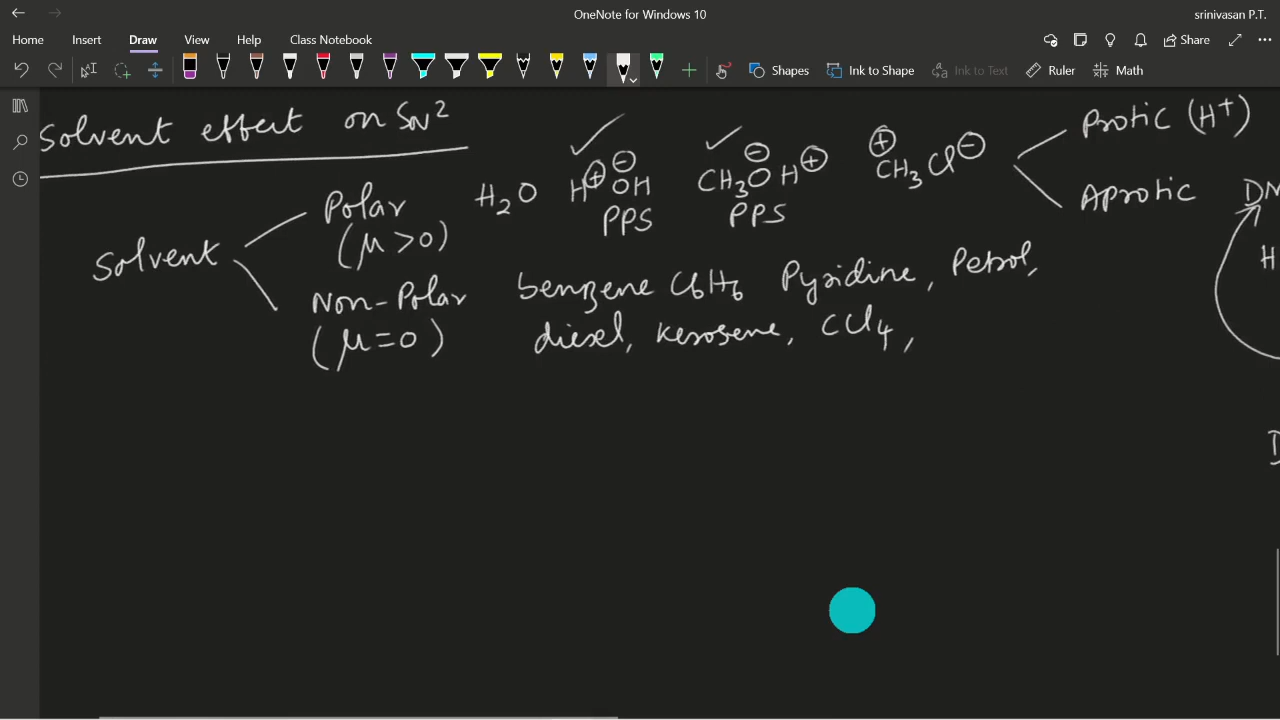 OneNote for Windows 10
srinivasan P.T.
Home Insert Draw View Help Class Notebook
Share
Shapes Ink to Shape Ink to Text Ruler Math
Solvent effect on SN2
Solvent
Polar
(μ >0)
H2O
H⊕ ⊖OH
PPS
CH3O⊖ H⊕
PPS
⊕CH3Cl⊖
Protic (H+)
Aprotic
Non-Polar
(μ=0)
benzene C6H6 Pyridine, Petrol,
diesel, Kerosene, CCl4,